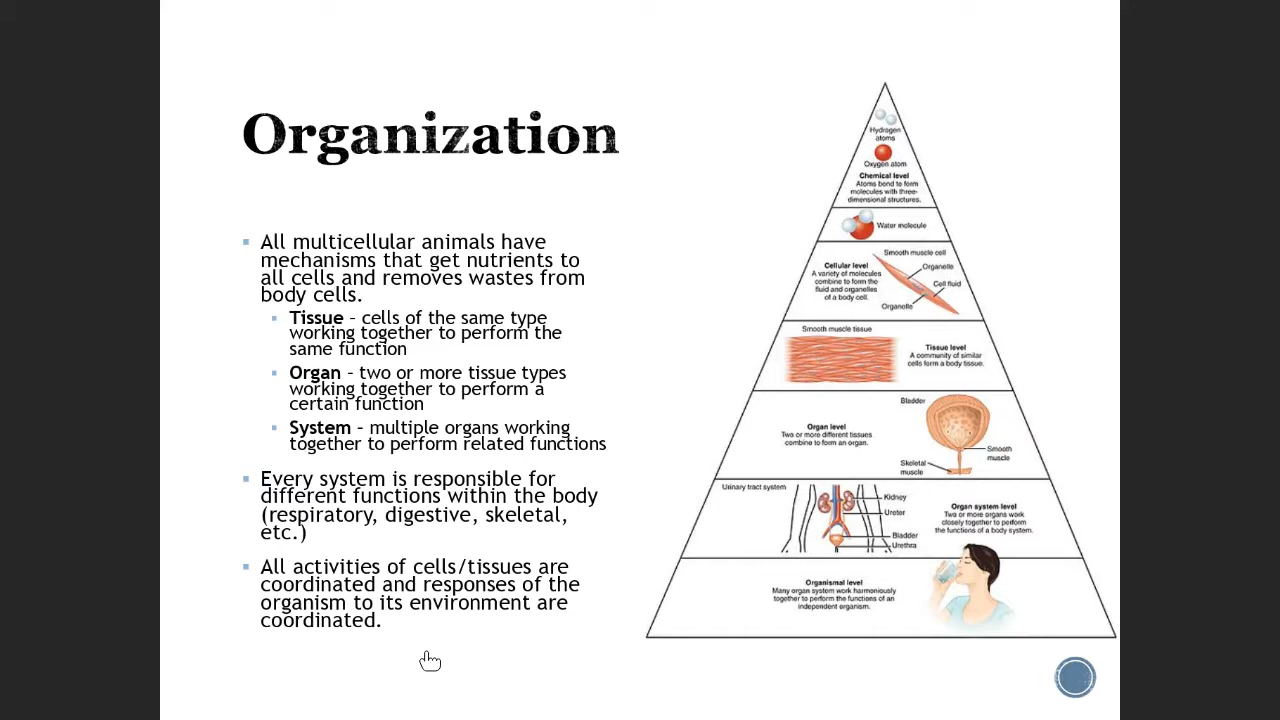 Organization
All multicellular animals have
mechanisms that get nutrients to
all cells and removes wastes from
body cells.
Tissue – cells of the same type
working together to perform the
same function
Organ – two or more tissue types
working together to perform a
certain function
System – multiple organs working
together to perform related functions
Every system is responsible for
different functions within the body
(respiratory, digestive, skeletal,
etc.)
All activities of cells/tissues are
coordinated and responses of the
organism to its environment are
coordinated.
Hydrogen
atoms
Oxygen atom
Chemical level
Atoms bend to form
molecules with three-
dimensional structures.
Water molecule
Smooth muscle cell
Organelle
Cell fluid
Organelle
Cellular level
A variety of molecules
combine to form the
fluid and organelles
of a body cell.
Smooth muscle tissue
Tissue level
A community of similar
cells form a body tissue.
Bladder
Organ level
Two or more different tissues
combine to form an organ.
Smooth
muscle
Skeletal
muscle
Urinary tract system
Kidney
Ureter
Bladder
Urethra
Organ system level
Two or more organs work
closely together to perform
the functions of a body system.
Organismal level
Many organ system work harmoniously
together to perform the functions of an
independent organism.